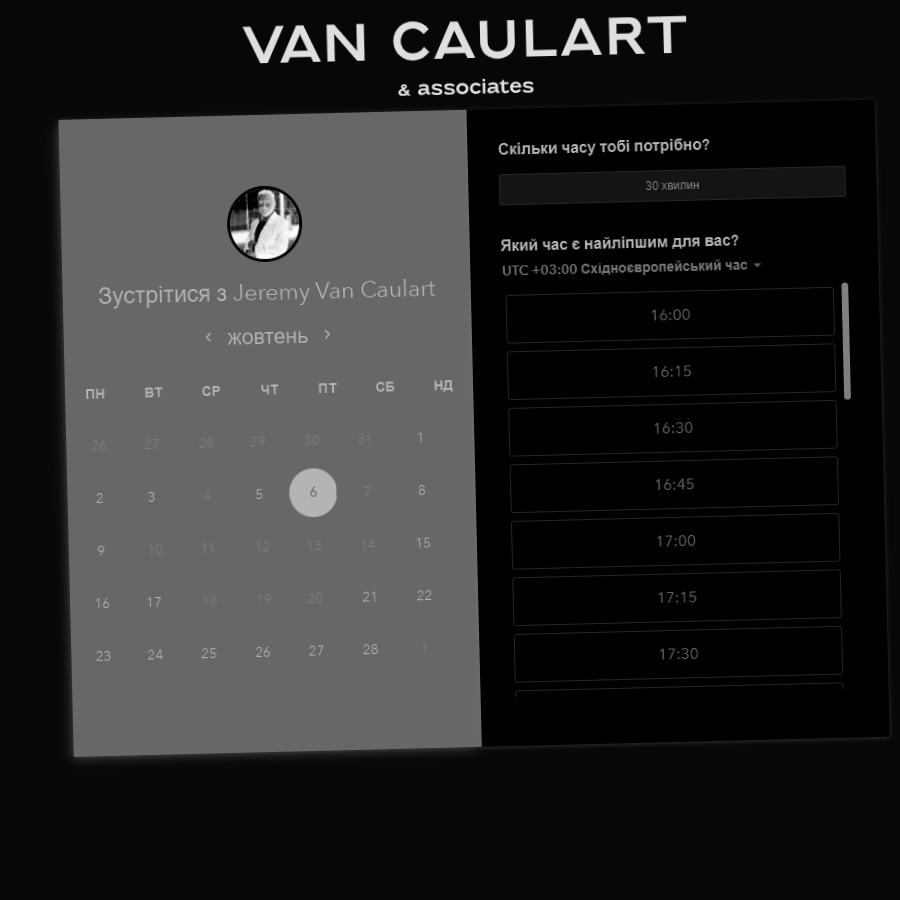 VAN CAULART
& associates
Зустрітися з Jeremy Van Caulart
жовтень
ПН ВТ СР ЧТ ПТ СБ НД
26 27 28 29 30 31 1
2 3 4 5 6 7 8
9 10 11 12 13 14 15
16 17 18 19 20 21 22
23 24 25 26 27 28 1
Скільки часу тобі потрібно?
30 хвилин
Який час є найліпшим для вас?
UTC +03:00 Східноєвропейський час
16:00
16:15
16:30
16:45
17:00
17:15
17:30